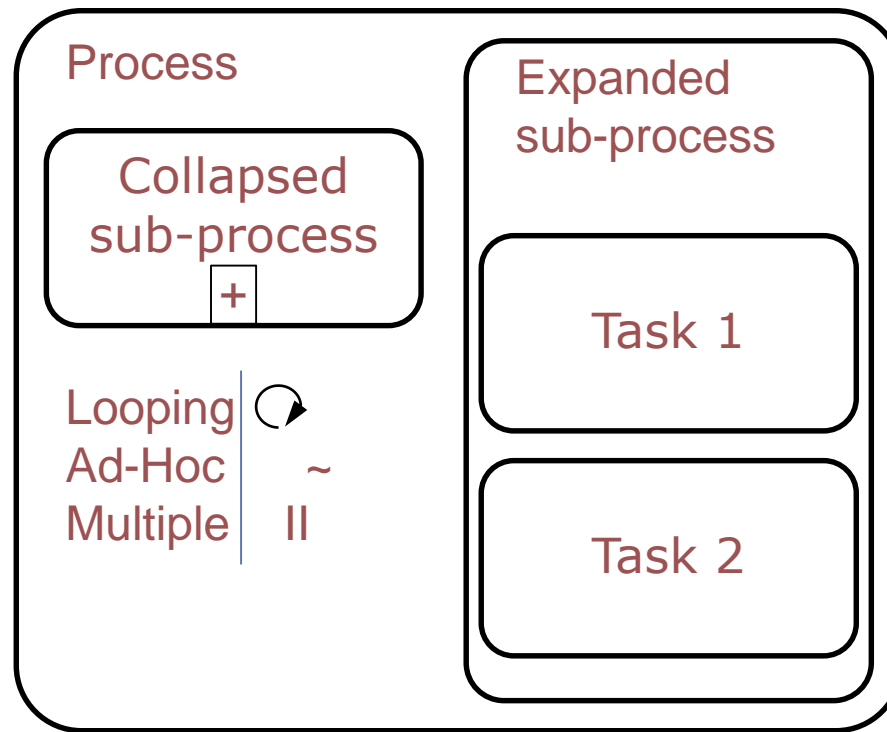 Process
Collapsed
sub-process
+
Looping
Ad-Hoc ~
Multiple II
Expanded
sub-process
Task 1
Task 2